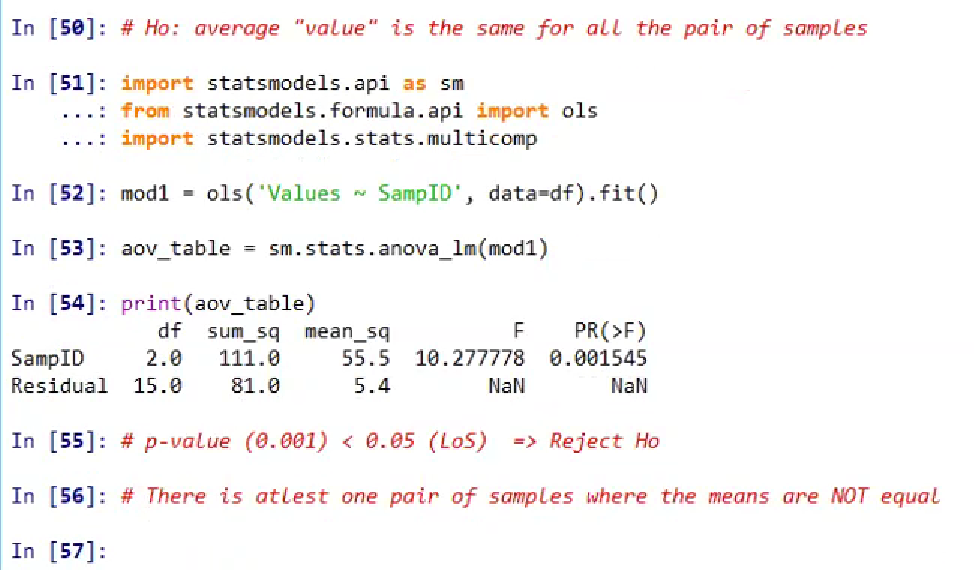 In [50]: # Ho: average "value" is the same for all the pair of samples
In [51]: import statsmodels.api as sm
...: from statsmodels.formula.api import ols
...: import statsmodels.stats.multicomp
In [52]: mod1 = ols('Values ~ SampID', data=df).fit()
In [53]: aov_table = sm.stats.anova_lm(mod1)
In [54]: print(aov_table)
df sum_sq mean_sq F PR(>F)
SampID 2.0 111.0 55.5 10.277778 0.001545
Residual 15.0 81.0 5.4 NaN NaN
In [55]: # p-value (0.001) < 0.05 (LoS) => Reject Ho
In [56]: # There is atlest one pair of samples where the means are NOT equal
In [57]: